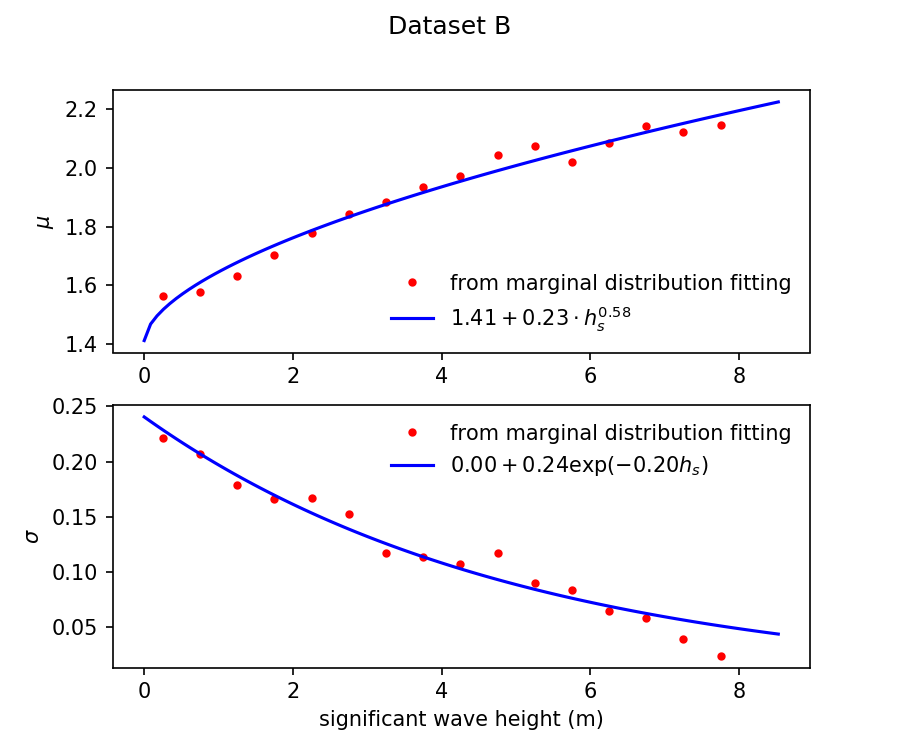 Dataset B
μ
2.2
2.0
1.8
1.6
1.4
from marginal distribution fitting
1.41 + 0.23 · h_s^0.58
0 2 4 6 8
σ
0.25
0.20
0.15
0.10
0.05
from marginal distribution fitting
0.00 + 0.24exp(−0.20h_s)
0 2 4 6 8
significant wave height (m)